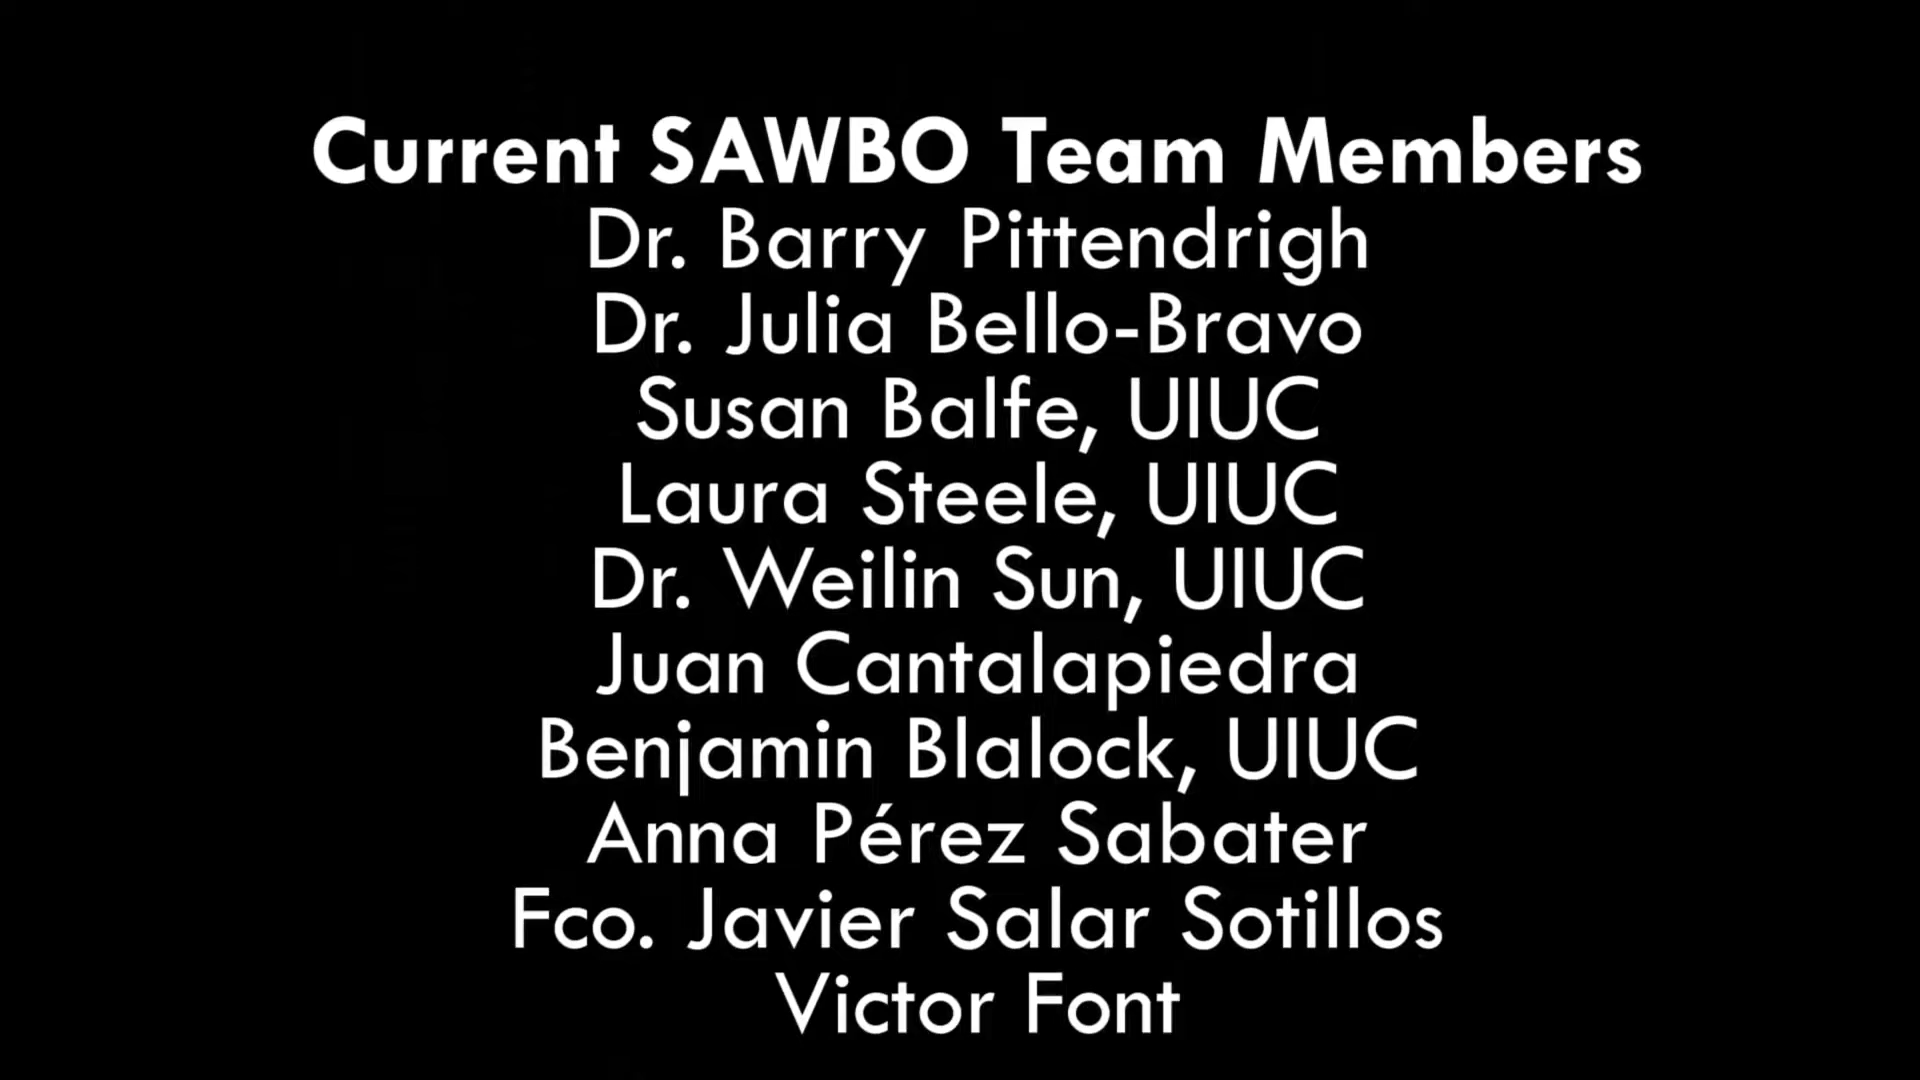 Current SAWBO Team Members
Dr. Barry Pittendrigh
Dr. Julia Bello-Bravo
Susan Balfe, UIUC
Laura Steele, UIUC
Dr. Weilin Sun, UIUC
Juan Cantalapiedra
Benjamin Blalock, UIUC
Anna Pérez Sabater
Fco. Javier Salar Sotillos
Victor Font